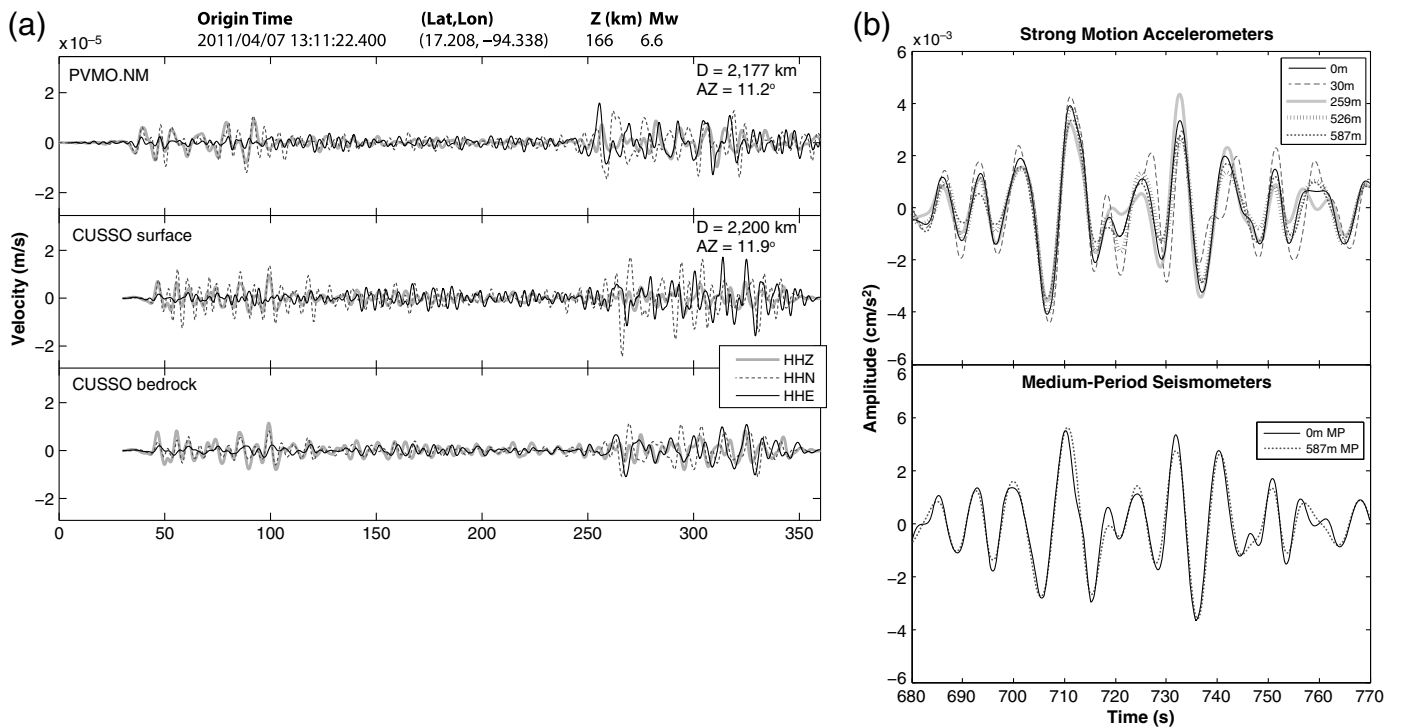 (a)
Origin Time (Lat,Lon) Z (km) Mw
2011/04/07 13:11:22.400 (17.208, −94.338) 166 6.6
x10⁻⁵
PVMO.NM
D = 2,177 km
AZ = 11.2°
2
0
−2
CUSSO surface
D = 2,200 km
AZ = 11.9°
2
0
−2
CUSSO bedrock
HHZ
HHN
HHE
2
0
−2
Velocity (m/s)
0 50 100 150 200 250 300 350
(b)
Strong Motion Accelerometers
x10⁻³
6
4
2
0
−2
−4
−6
0m
30m
259m
526m
587m
Medium-Period Seismometers
6
6
2
0
−2
−4
−6
0m MP
587m MP
Amplitude (cm/s²)
680 690 700 710 720 730 740 750 760 770
Time (s)